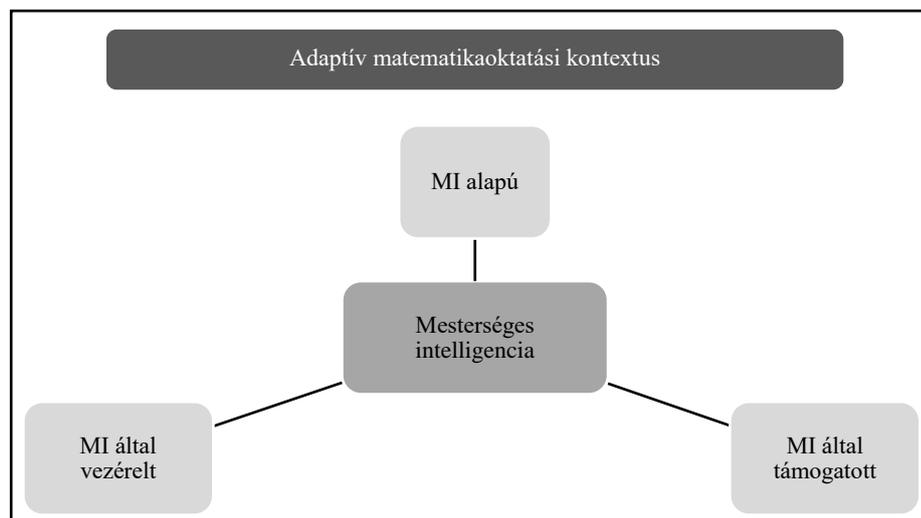 Adaptív matematikaoktatási kontextus
MI alapú
Mesterséges
intelligencia
MI által
vezérelt
MI által
támogatott